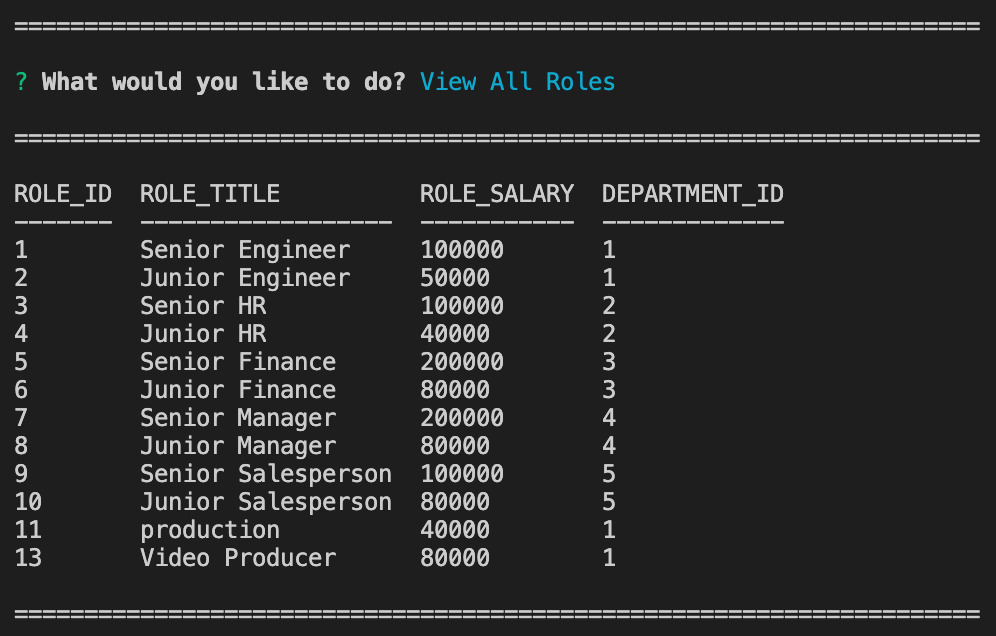 =====================================================================
? What would you like to do? View All Roles
=====================================================================
ROLE_ID  ROLE_TITLE          ROLE_SALARY  DEPARTMENT_ID
-------  ------------------  -----------  -------------
1        Senior Engineer     100000       1
2        Junior Engineer     50000        1
3        Senior HR           100000       2
4        Junior HR           40000        2
5        Senior Finance      200000       3
6        Junior Finance      80000        3
7        Senior Manager      200000       4
8        Junior Manager      80000        4
9        Senior Salesperson  100000       5
10       Junior Salesperson  80000        5
11       production          40000        1
13       Video Producer      80000        1
=====================================================================